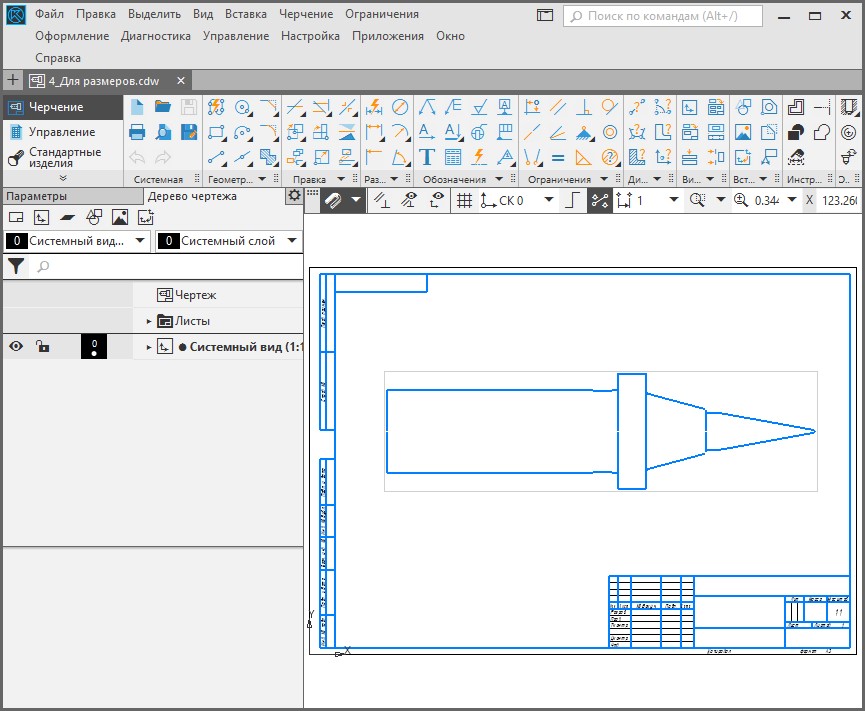 Файл Правка Выделить Вид Вставка Черчение Ограничения
Поиск по командам (Alt+/)
Оформление Диагностика Управление Настройка Приложения Окно
Справка
4_Для размеров.cdw
Черчение
Управление
Стандартные изделия
Системная Геометр... Правка Раз... Обозначения Ограничения Ди... Ви... Вст... Инстр...
Параметры Дерево чертежа
СК 0 1 0.344 X 123.260
0 Системный вид... 0 Системный слой
Чертеж
Листы
0 Системный вид (1:1
Y
X